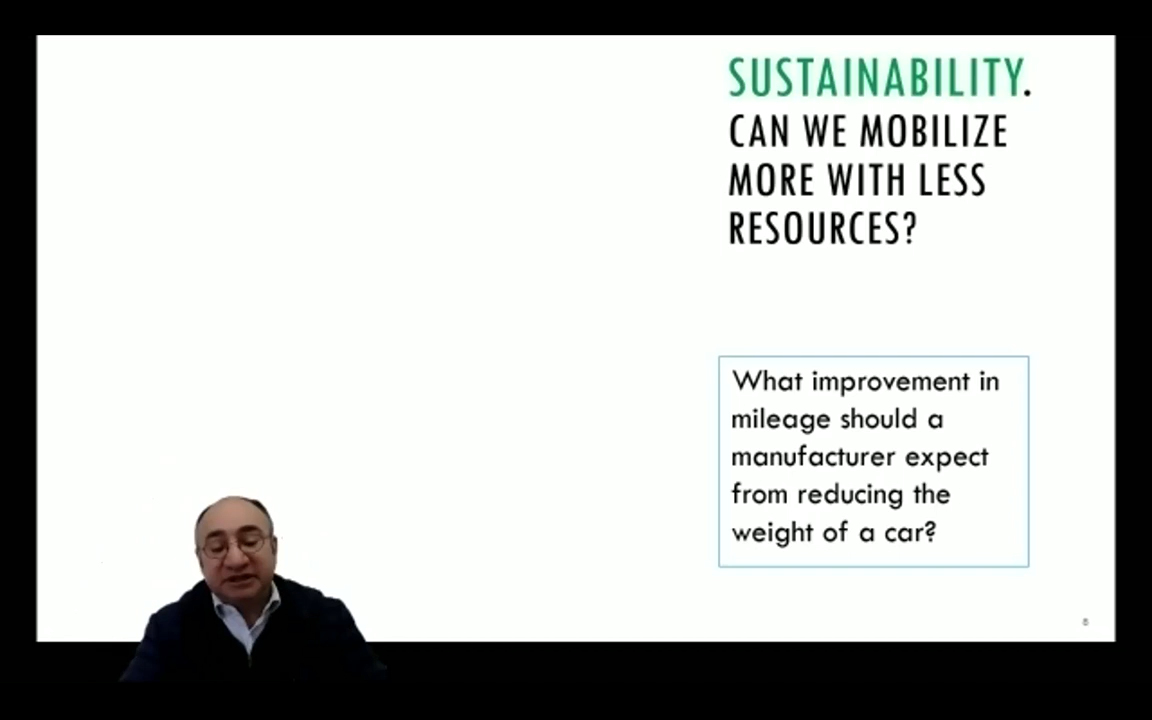 SUSTAINABILITY.
CAN WE MOBILIZE
MORE WITH LESS
RESOURCES?
What improvement in
mileage should a
manufacturer expect
from reducing the
weight of a car?
8